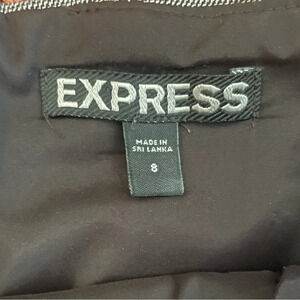 EXPRESS
MADE IN
SRI LANKA
8